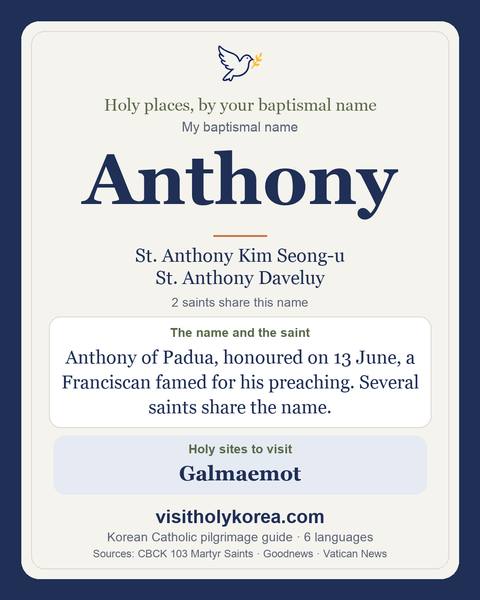 Holy places, by your baptismal name
My baptismal name
Anthony
St. Anthony Kim Seong-u
St. Anthony Daveluy
2 saints share this name
The name and the saint
Anthony of Padua, honoured on 13 June, a
Franciscan famed for his preaching. Several
saints share the name.
Holy sites to visit
Galmaemot
visitholykorea.com
Korean Catholic pilgrimage guide · 6 languages
Sources: CBCK 103 Martyr Saints · Goodnews · Vatican News